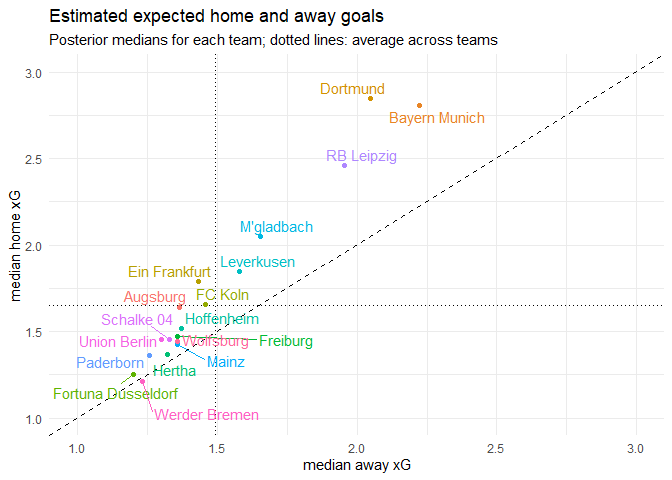 Estimated expected home and away goals
Posterior medians for each team; dotted lines: average across teams
3.0
Dortmund
Bayern Munich
2.5
RB Leipzig
M'gladbach
2.0
Leverkusen
Ein Frankfurt
FC Koln
Augsburg
Hoffenheim
Schalke 04
1.5
Union Berlin
Wolfsburg
Freiburg
Paderborn
Mainz
Hertha
Fortuna Düsseldorf
Werder Bremen
1.0
median home xG
1.0
1.5
2.0
2.5
3.0
median away xG